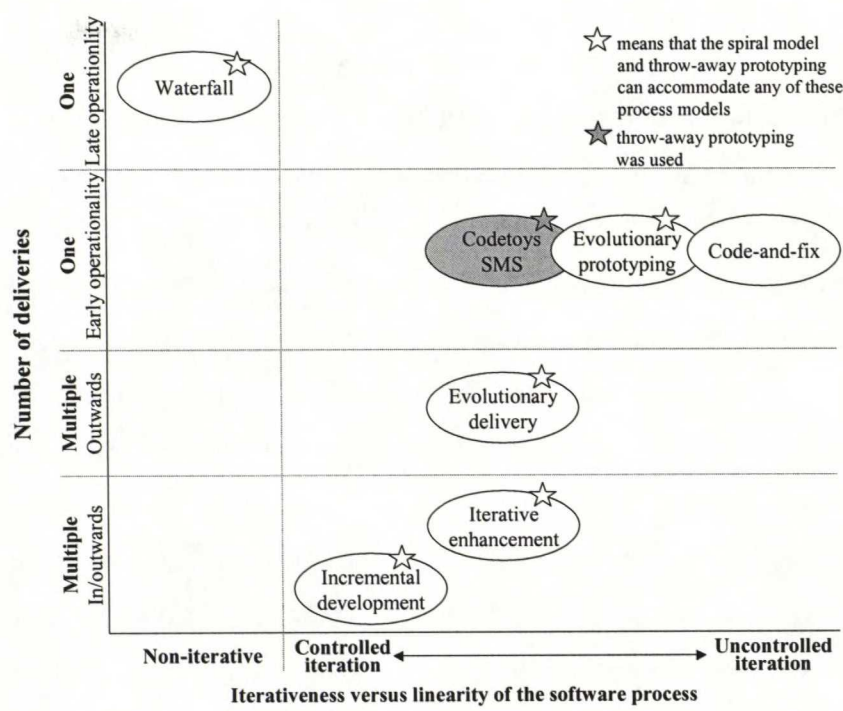 means that the spiral model
and throw-away prototyping
can accommodate any of these
process models
throw-away prototyping
was used
Number of deliveries
One
Late operationlity
Waterfall
One
Early operationality
Codetoys
SMS
Evolutionary
prototyping
Code-and-fix
Multiple
Outwards
Evolutionary
delivery
Multiple
In/outwards
Iterative
enhancement
Incremental
development
Non-iterative
Controlled
iteration
Uncontrolled
iteration
Iterativeness versus linearity of the software process